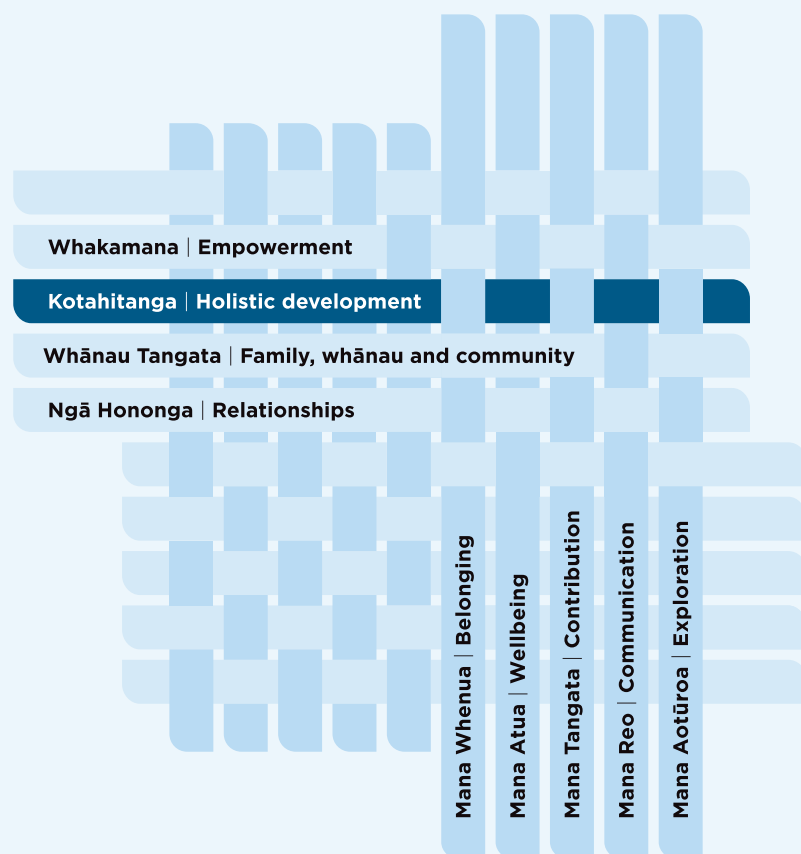 Whakamana | Empowerment
Kotahitanga | Holistic development
Whānau Tangata | Family, whānau and community
Ngā Hononga | Relationships
Mana Whenua | Belonging
Mana Atua | Wellbeing
Mana Tangata | Contribution
Mana Reo | Communication
Mana Aotūroa | Exploration